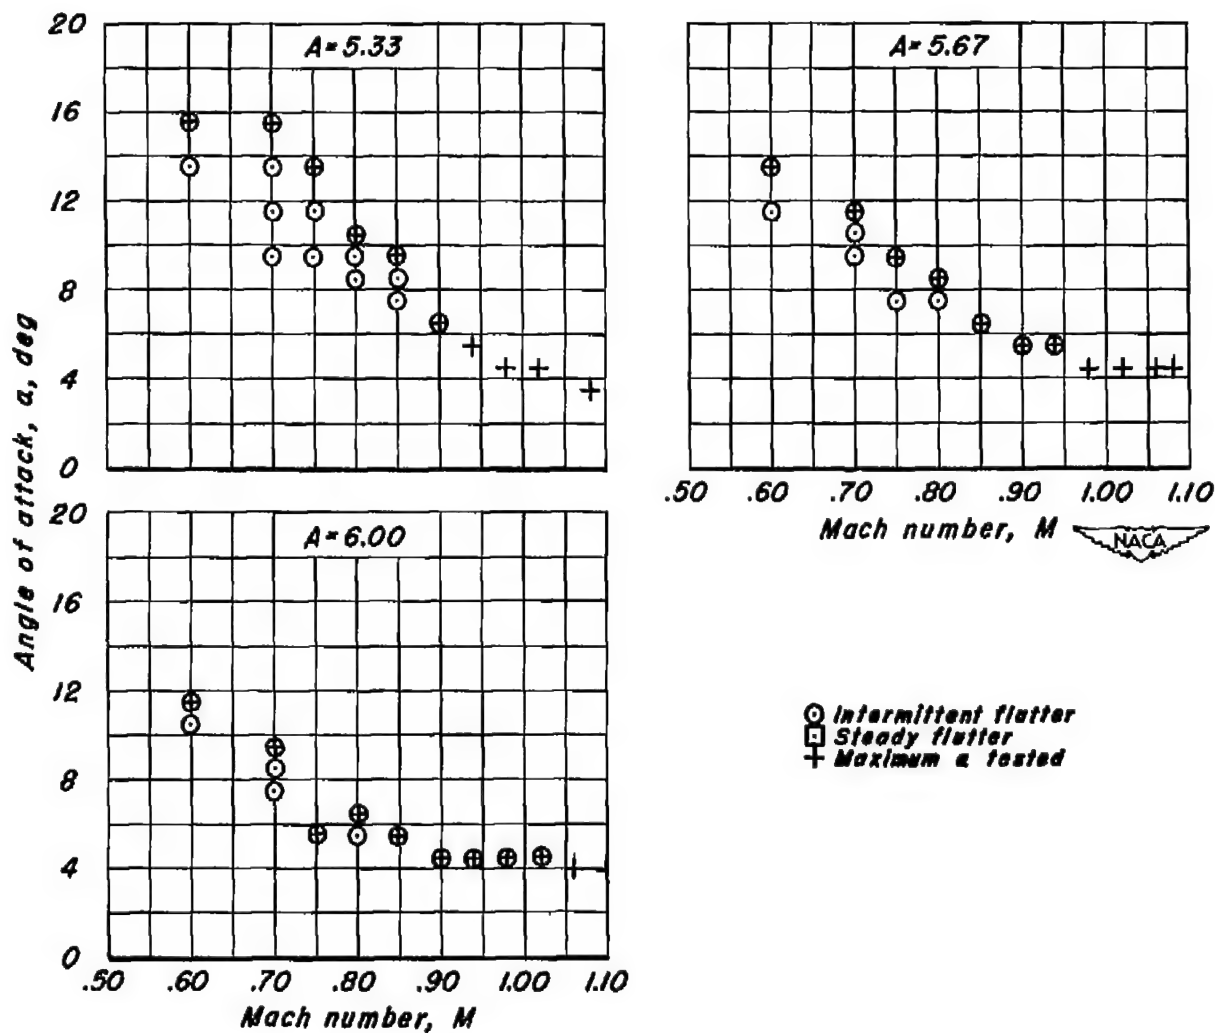 20
16
12
8
4
0
A=5.33
A=5.67
.50 .60 .70 .80 .90 1.00 1.10
Mach number, M
NACA
Angle of attack, a, deg
20
16
12
8
4
0
A=6.00
.50 .60 .70 .80 .90 1.00 1.10
Mach number, M
Intermittent flutter
Steady flutter
Maximum a tested